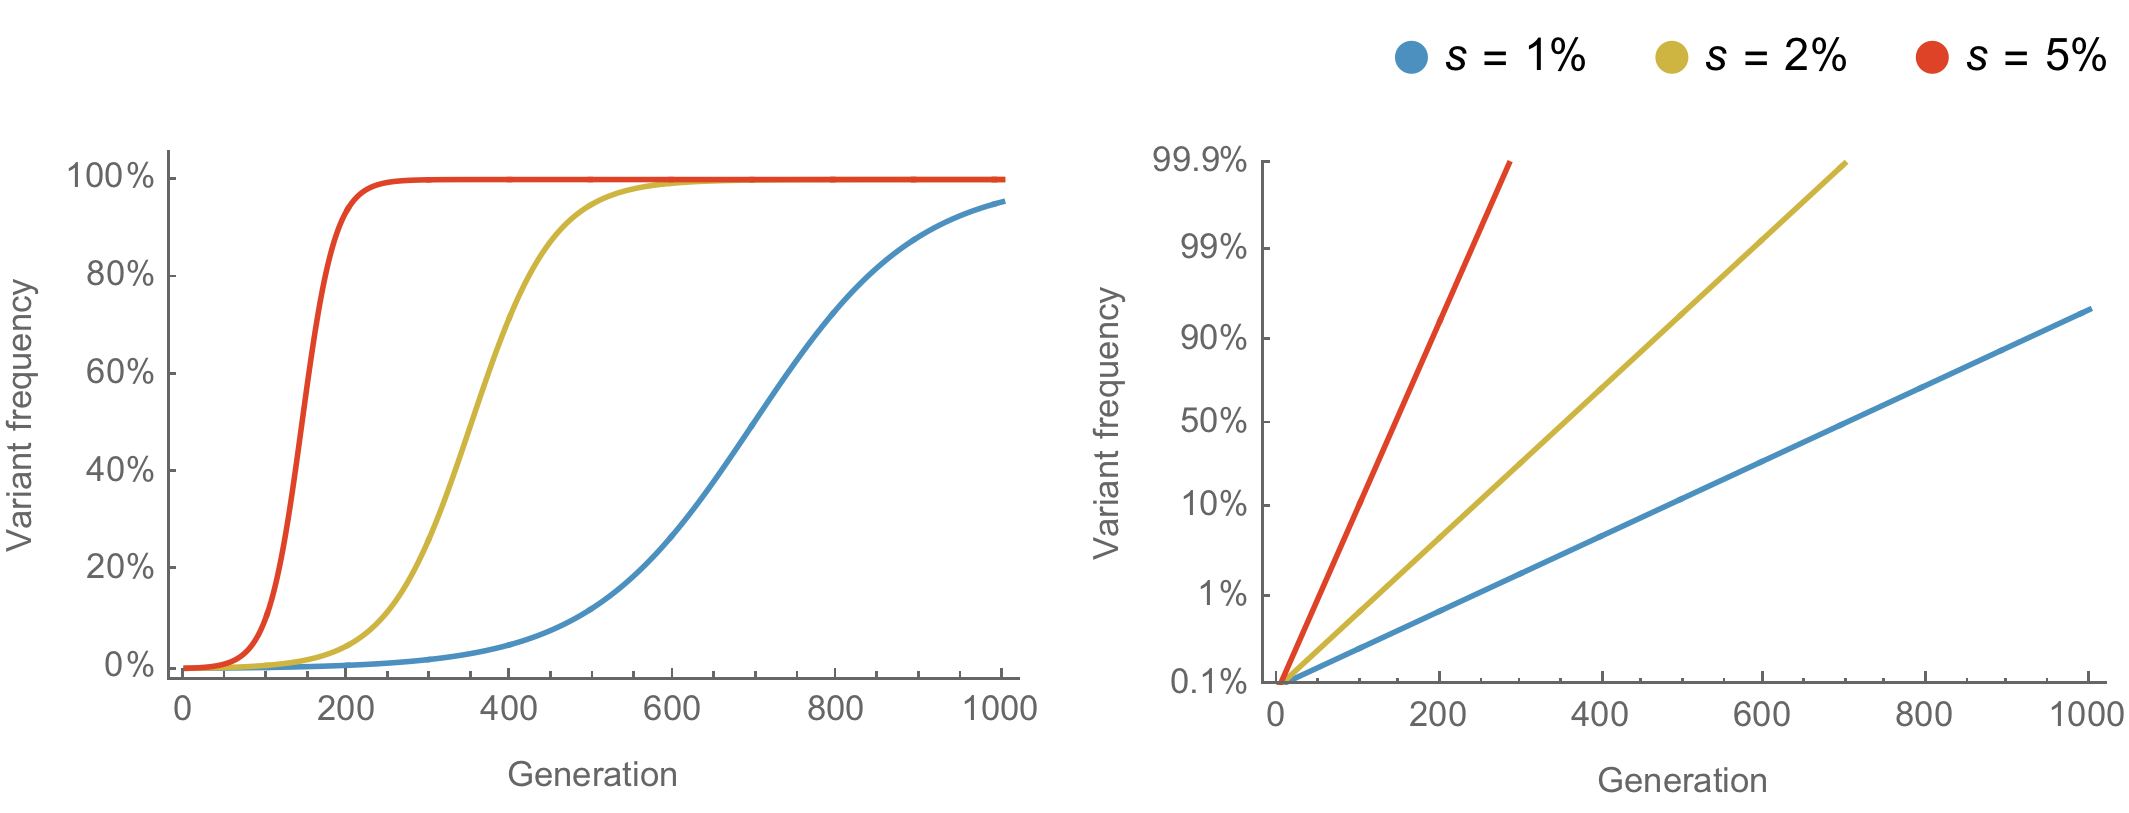 s = 1% s = 2% s = 5%
Variant frequency
100%
80%
60%
40%
20%
0%
0 200 400 600 800 1000
Generation
Variant frequency
99.9%
99%
90%
50%
10%
1%
0.1%
0 200 400 600 800 1000
Generation